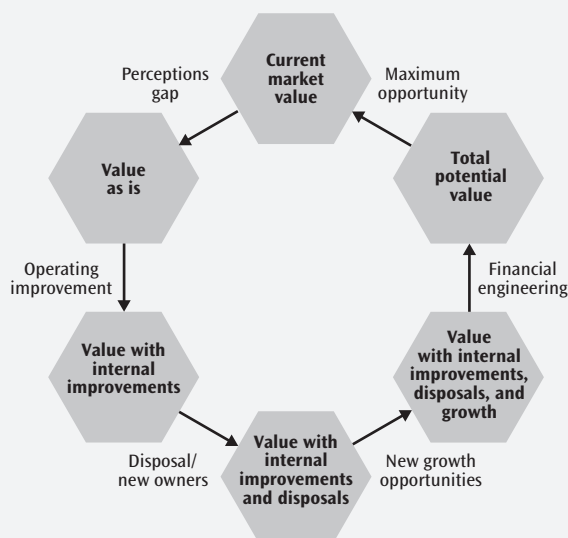 Current
market
value
Perceptions
gap
Value
as is
Operating
improvement
Value with
internal
improvements
Disposal/
new owners
Value with
internal
improvements
and disposals
New growth
opportunities
Value
with internal
improvements,
disposals, and
growth
Financial
engineering
Total
potential
value
Maximum
opportunity